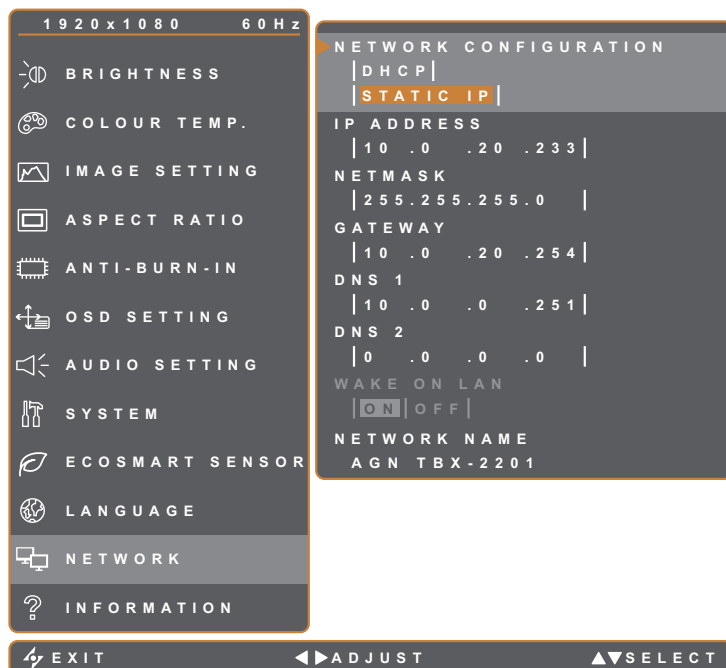 1920x1080 60Hz
BRIGHTNESS
COLOUR TEMP.
IMAGE SETTING
ASPECT RATIO
ANTI-BURN-IN
OSD SETTING
AUDIO SETTING
SYSTEM
ECOSMART SENSOR
LANGUAGE
NETWORK
INFORMATION
NETWORK CONFIGURATION
DHCP
STATIC IP
IP ADDRESS
10 .0 .20 .233
NETMASK
255.255.255.0
GATEWAY
10 .0 .20 .254
DNS 1
10 .0 .0 .251
DNS 2
0 .0 .0 .0
WAKE ON LAN
ON OFF
NETWORK NAME
AGN TBX-2201
EXIT ADJUST SELECT